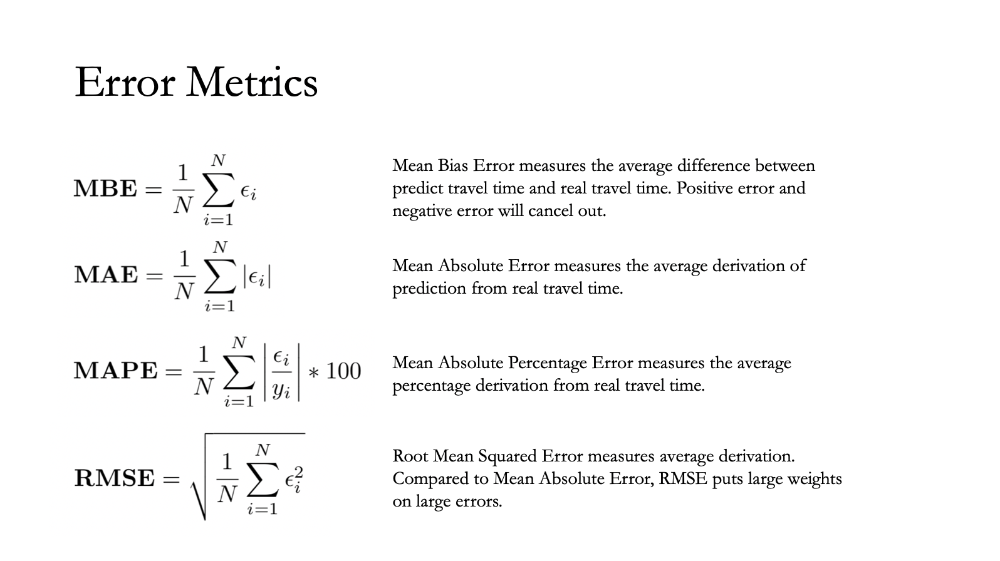 Error Metrics
MBE = \frac{1}{N} \sum_{i=1}^{N} \epsilon_i
Mean Bias Error measures the average difference between
predict travel time and real travel time. Positive error and
negative error will cancel out.
MAE = \frac{1}{N} \sum_{i=1}^{N} |\epsilon_i|
Mean Absolute Error measures the average derivation of
prediction from real travel time.
MAPE = \frac{1}{N} \sum_{i=1}^{N} \left| \frac{\epsilon_i}{y_i} \right| * 100
Mean Absolute Percentage Error measures the average
percentage derivation from real travel time.
RMSE = \sqrt{\frac{1}{N} \sum_{i=1}^{N} \epsilon_i^2}
Root Mean Squared Error measures average derivation.
Compared to Mean Absolute Error, RMSE puts large weights
on large errors.